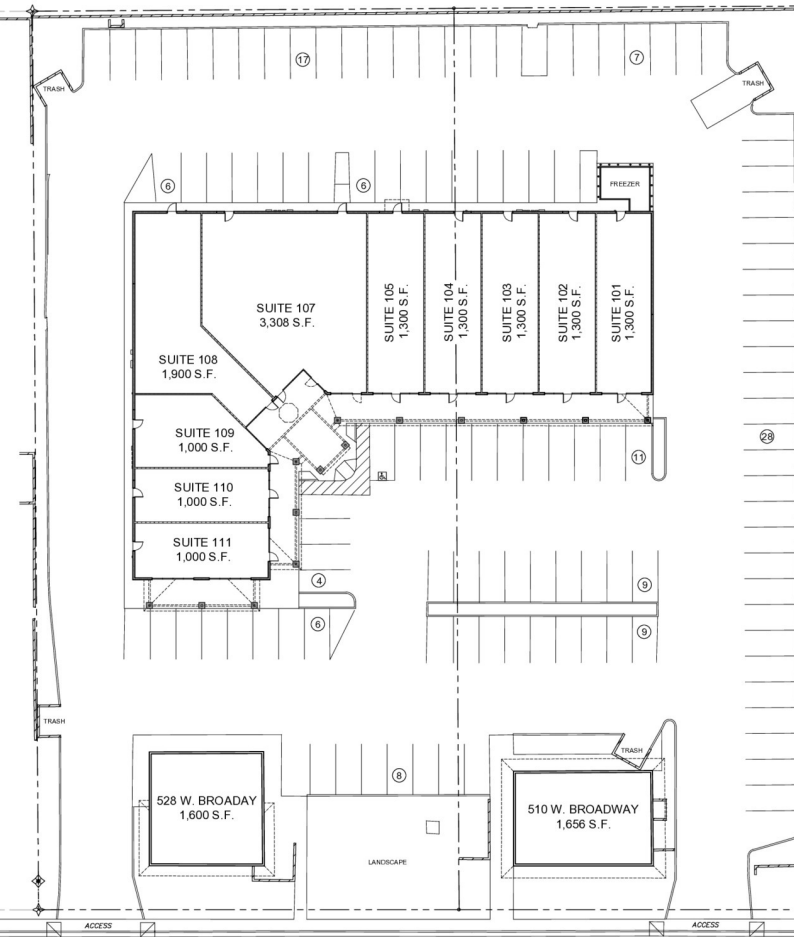 17
7
TRASH
TRASH
6
6
FREEZER
SUITE 107
3,308 S.F.
SUITE 105
1,300 S.F.
SUITE 104
1,300 S.F.
SUITE 103
1,300 S.F.
SUITE 102
1,300 S.F.
SUITE 101
1,300 S.F.
SUITE 108
1,900 S.F.
SUITE 109
1,000 S.F.
28
11
SUITE 110
1,000 S.F.
SUITE 111
1,000 S.F.
4
9
6
9
TRASH
TRASH
8
528 W. BROADAY
1,600 S.F.
510 W. BROADWAY
1,656 S.F.
LANDSCAPE
ACCESS
ACCESS